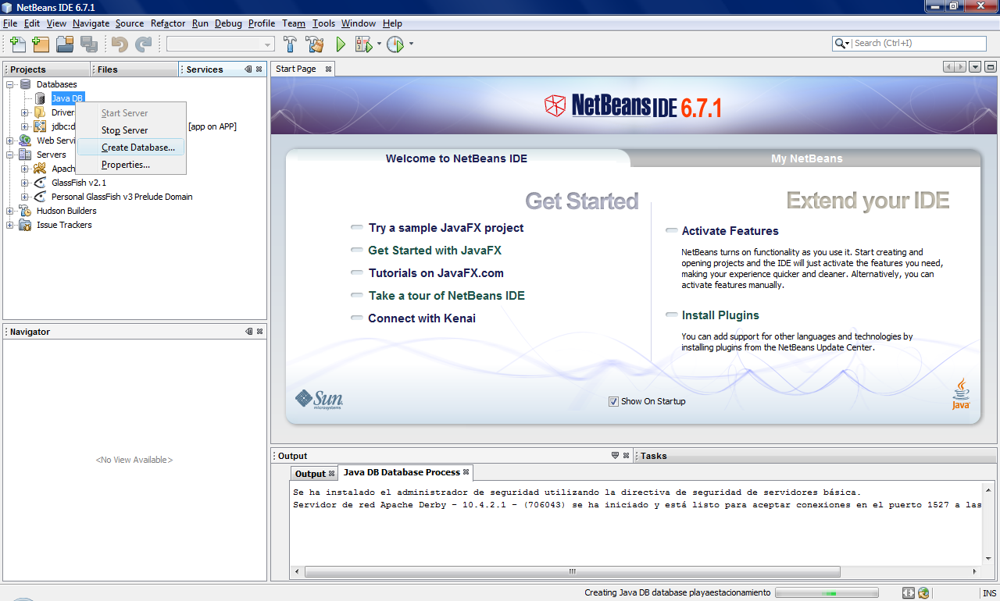 NetBeans IDE 6.7.1
File Edit View Navigate Source Refactor Run Debug Profile Team Tools Window Help
Search (Ctrl+I)
Projects
Files
Services
Databases
Java DB
Driver
jdbc:d
[app on APP]
Web Servi
Servers
Apach
GlassFish v2.1
Personal GlassFish v3 Prelude Domain
Hudson Builders
Issue Trackers
Start Server
Stop Server
Create Database...
Properties...
Navigator
<No View Available>
Start Page
NetBeans IDE 6.7.1
Welcome to NetBeans IDE
My NetBeans
Get Started
Try a sample JavaFX project
Get Started with JavaFX
Tutorials on JavaFX.com
Take a tour of NetBeans IDE
Connect with Kenai
Extend your IDE
Activate Features
NetBeans turns on functionality as you use it. Start creating and
opening projects and the IDE will just activate the features you need,
making your experience quicker and cleaner. Alternatively, you can
activate features manually.
Install Plugins
You can add support for other languages and technologies by
installing plugins from the NetBeans Update Center.
Sun
microsystems
Show On Startup
Java
Output
Tasks
Output
Java DB Database Process
Se ha instalado el administrador de seguridad utilizando la directiva de seguridad de servidores básica.
Servidor de red Apache Derby - 10.4.2.1 - (706043) se ha iniciado y está listo para aceptar conexiones en el puerto 1527 a las
Creating Java DB database playaestacionamiento
INS